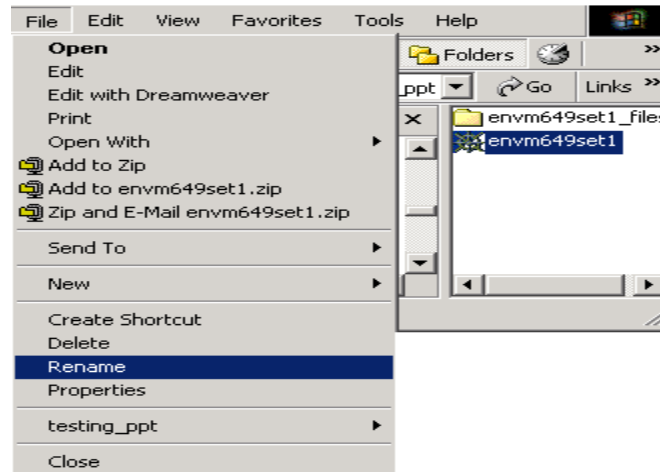 File Edit View Favorites Tools Help
Open
Edit
Edit with Dreamweaver
Print
Open With
Add to Zip
Add to envm649set1.zip
Zip and E-Mail envm649set1.zip
Send To
New
Create Shortcut
Delete
Rename
Properties
testing_ppt
Close
Folders »
_ppt Go Links »
envm649set1_files
envm649set1